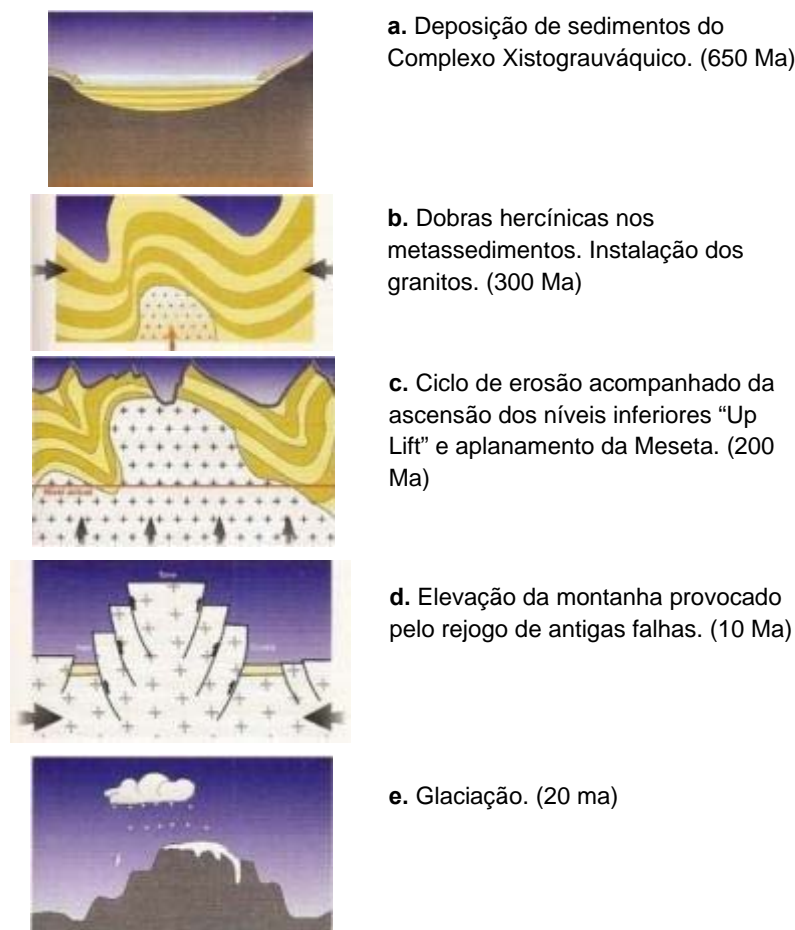 a. Deposição de sedimentos do
Complexo Xistograuváquico. (650 Ma)
b. Dobras hercínicas nos
metassedimentos. Instalação dos
granitos. (300 Ma)
c. Ciclo de erosão acompanhado da
ascensão dos níveis inferiores “Up
Lift” e aplanamento da Meseta. (200
Ma)
d. Elevação da montanha provocado
pelo rejogo de antigas falhas. (10 Ma)
e. Glaciação. (20 ma)